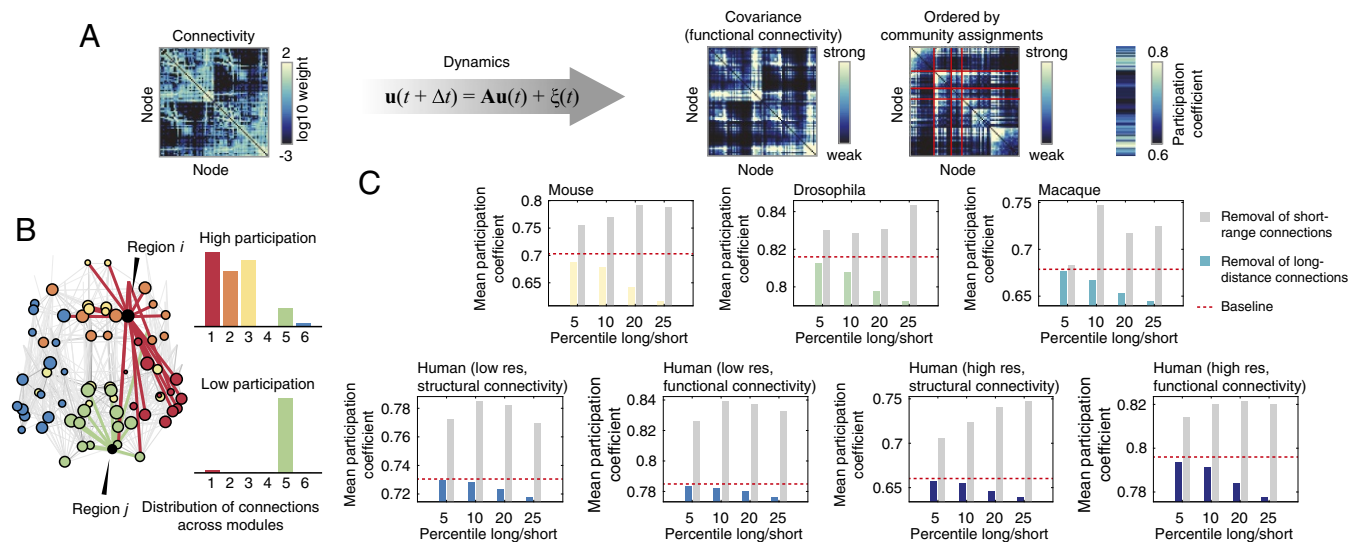 A
Connectivity
Node
Node
2
log10 weight
-3
Dynamics
u(t + Δt) = Au(t) + ξ(t)
Covariance
(functional connectivity)
Node
Node
strong
weak
Ordered by
community assignments
strong
weak
0.8
Participation
coefficient
0.6
B
Region i
Region j
High participation
1 2 3 4 5 6
Low participation
1 2 3 4 5 6
Distribution of connections
across modules
C
Mouse
Mean participation
coefficient
0.8
0.75
0.7
0.65
5 10 20 25
Percentile long/short
Drosophila
Mean participation
coefficient
0.84
0.82
0.8
5 10 20 25
Percentile long/short
Macaque
Mean participation
coefficient
0.75
0.7
0.65
5 10 20 25
Percentile long/short
Removal of short-
range connections
Removal of long-
distance connections
Baseline
Human (low res,
structural connectivity)
Mean participation
coefficient
0.78
0.76
0.74
0.72
5 10 20 25
Percentile long/short
Human (low res,
functional connectivity)
Mean participation
coefficient
0.84
0.82
0.8
0.78
5 10 20 25
Percentile long/short
Human (high res,
structural connectivity)
Mean participation
coefficient
0.75
0.7
0.65
5 10 20 25
Percentile long/short
Human (high res,
functional connectivity)
Mean participation
coefficient
0.82
0.8
0.78
5 10 20 25
Percentile long/short